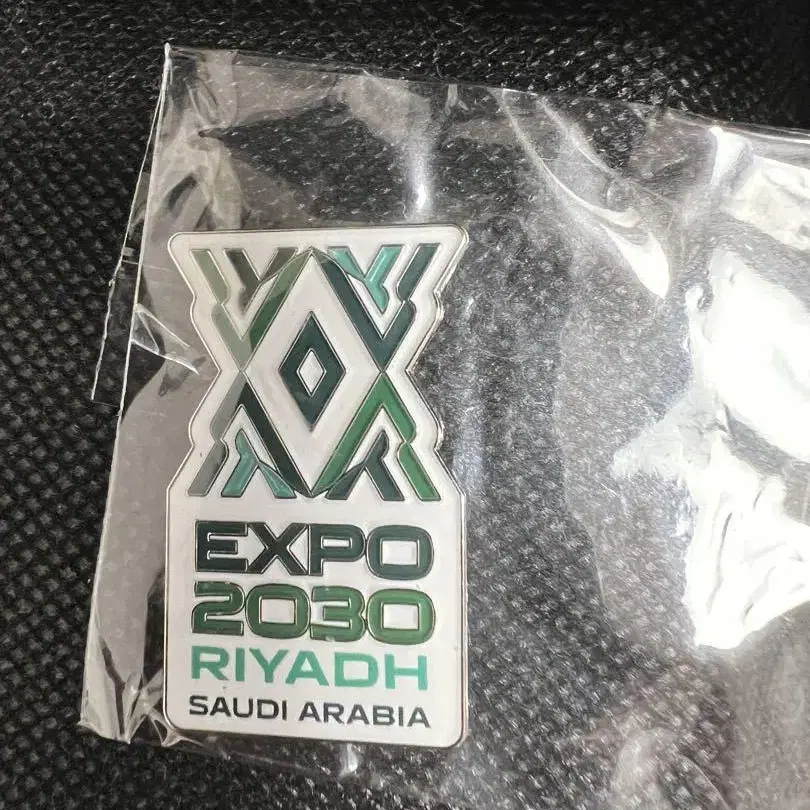 EXPO
2030
RIYADH
SAUDI ARABIA